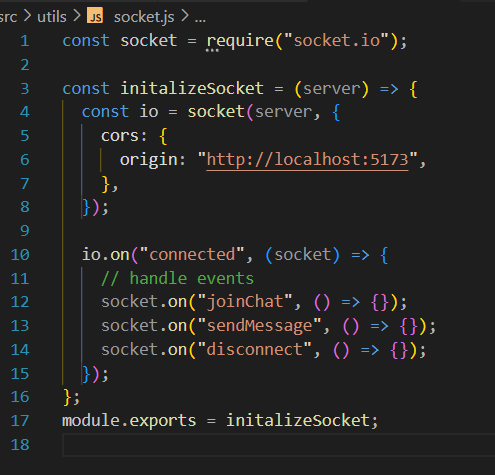 src > utils > JS socket.js > ...
1 const socket = require("socket.io");
2
3 const initalizeSocket = (server) => {
4 const io = socket(server, {
5 cors: {
6 origin: "http://localhost:5173",
7 },
8 });
9
10 io.on("connected", (socket) => {
11 // handle events
12 socket.on("joinChat", () => {});
13 socket.on("sendMessage", () => {});
14 socket.on("disconnect", () => {});
15 });
16 };
17 module.exports = initalizeSocket;
18